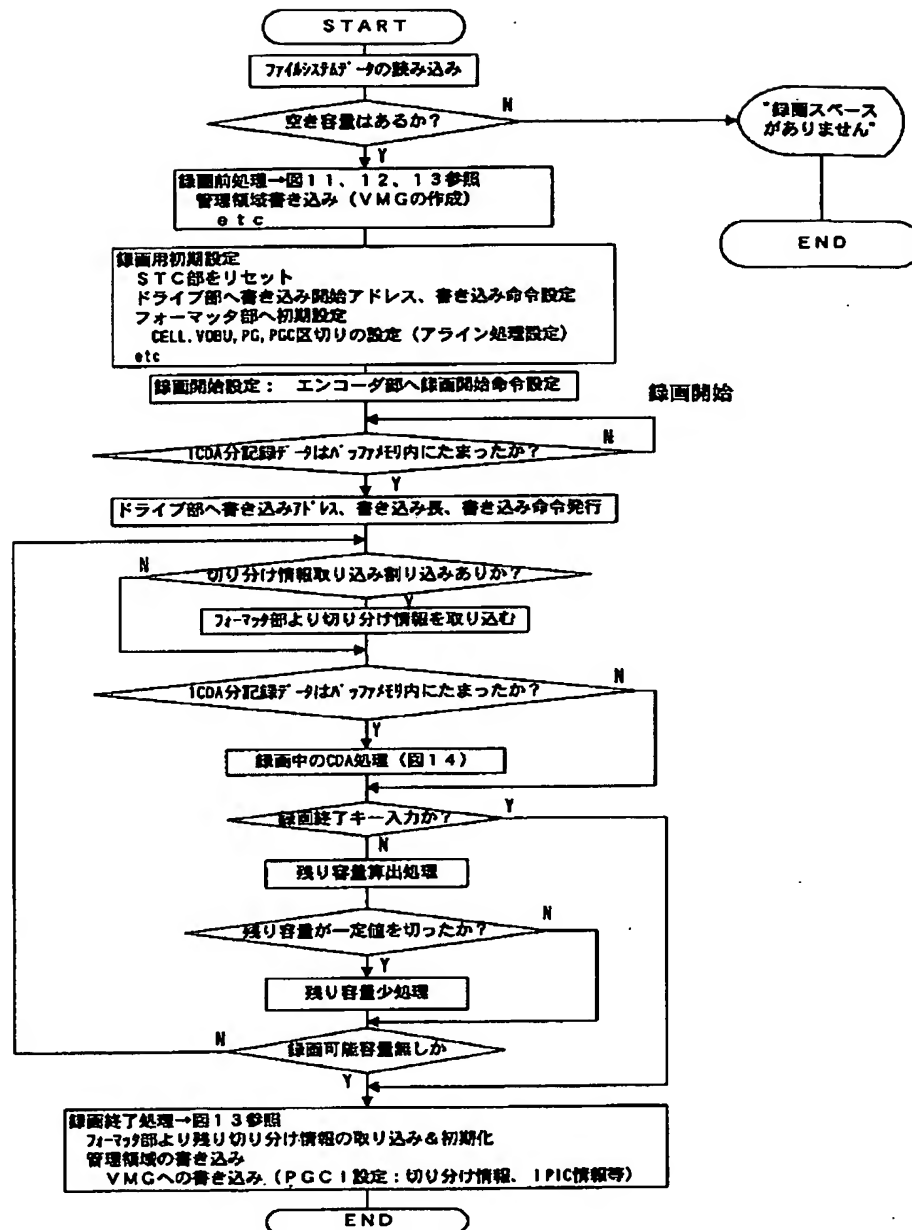 START
ファイルシステムデータの読み込み
空き容量はあるか?
N
Y
"録画スペース
がありません"
END
録画前処理→図11、12、13参照
管理領域書き込み(VMGの作成)
etc
録画用初期設定
STC部をリセット
ドライブ部へ書き込み開始アドレス、書き込み命令設定
フォーマッタ部へ初期設定
CELL.VOBU,PG,PGC区切りの設定(アライン処理設定)
etc
録画開始設定: エンコーダ部へ録画開始命令設定
録画開始
1CDA分記録データはバッファメモリ内にたまったか?
N
Y
ドライブ部へ書き込みアドレス、書き込み長、書き込み命令発行
N
切り分け情報取り込み割り込みありか?
Y
フォーマッタ部より切り分け情報を取り込む
1CDA分記録データはバッファメモリ内にたまったか?
N
Y
録画中のCDA処理(図14)
録画終了キー入力か?
Y
N
残り容量算出処理
残り容量が一定値を切ったか?
N
Y
残り容量少処理
N
録画可能容量無しか
Y
録画終了処理→図13参照
フォーマッタ部より残り切り分け情報の取り込み&初期化
管理領域の書き込み
VMGへの書き込み.(PGCI設定:切り分け情報、IPIC情報等)
END